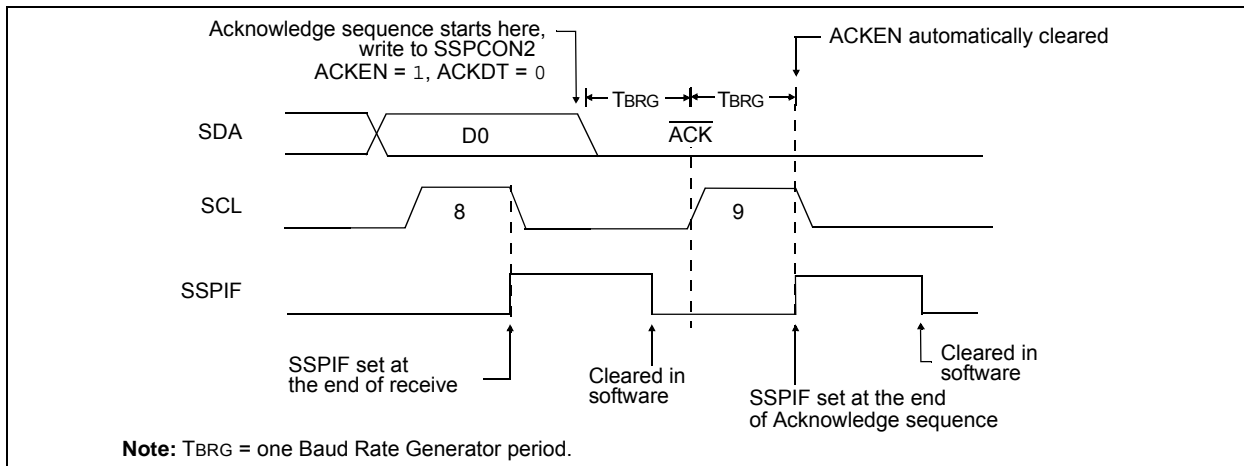 Acknowledge sequence starts here,
write to SSPCON2
ACKEN = 1, ACKDT = 0
ACKEN automatically cleared
TBRG
TBRG
SDA
D0
ACK
SCL
8
9
SSPIF
SSPIF set at
the end of receive
Cleared in
software
SSPIF set at the end
of Acknowledge sequence
Cleared in
software
Note: TBRG = one Baud Rate Generator period.